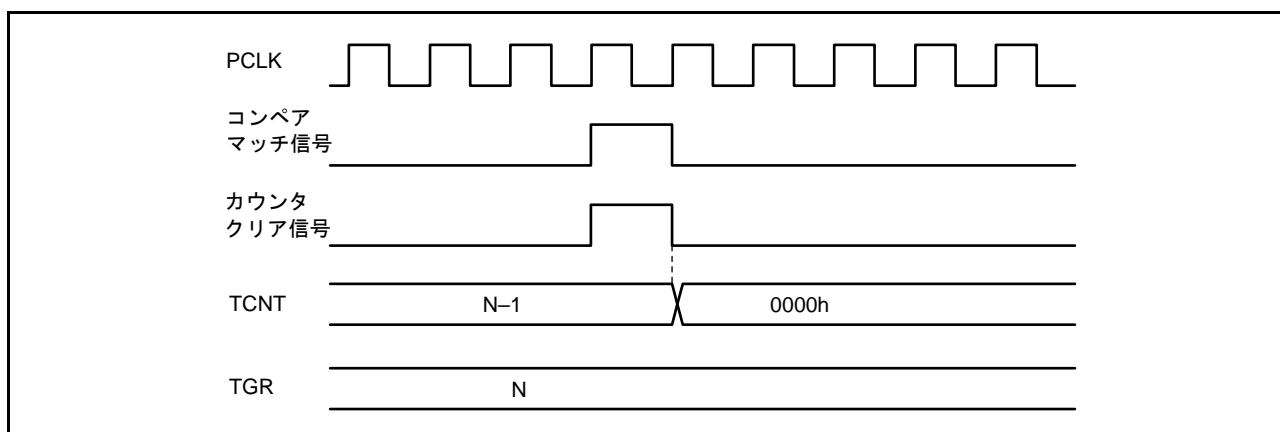 PCLK
コンペア
マッチ信号
カウンタ
クリア信号
TCNT
N–1
0000h
TGR
N